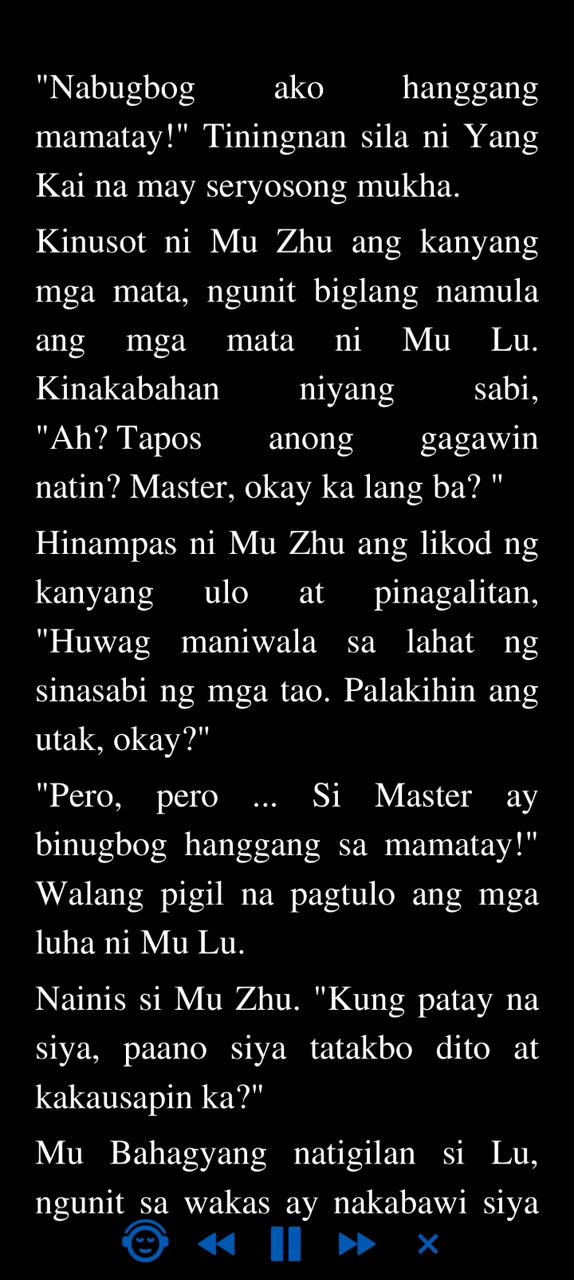 "Nabugbog ako hanggang
mamatay!" Tiningnan sila ni Yang
Kai na may seryosong mukha.
Kinusot ni Mu Zhu ang kanyang
mga mata, ngunit biglang namula
ang mga mata ni Mu Lu.
Kinakabahan niyang sabi,
"Ah? Tapos anong gagawin
natin? Master, okay ka lang ba? "
Hinampas ni Mu Zhu ang likod ng
kanyang ulo at pinagalitan,
"Huwag maniwala sa lahat ng
sinasabi ng mga tao. Palakihin ang
utak, okay?"
"Pero, pero ... Si Master ay
binugbog hanggang sa mamatay!"
Walang pigil na pagtulo ang mga
luha ni Mu Lu.
Nainis si Mu Zhu. "Kung patay na
siya, paano siya tatakbo dito at
kakausapin ka?"
Mu Bahagyang natigilan si Lu,
ngunit sa wakas ay nakabawi siya